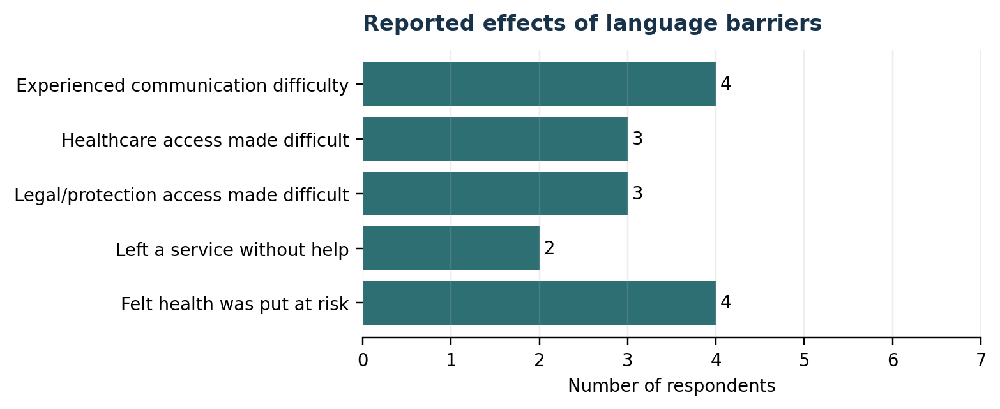 Reported effects of language barriers
Experienced communication difficulty 4
Healthcare access made difficult 3
Legal/protection access made difficult 3
Left a service without help 2
Felt health was put at risk 4
0 1 2 3 4 5 6 7
Number of respondents